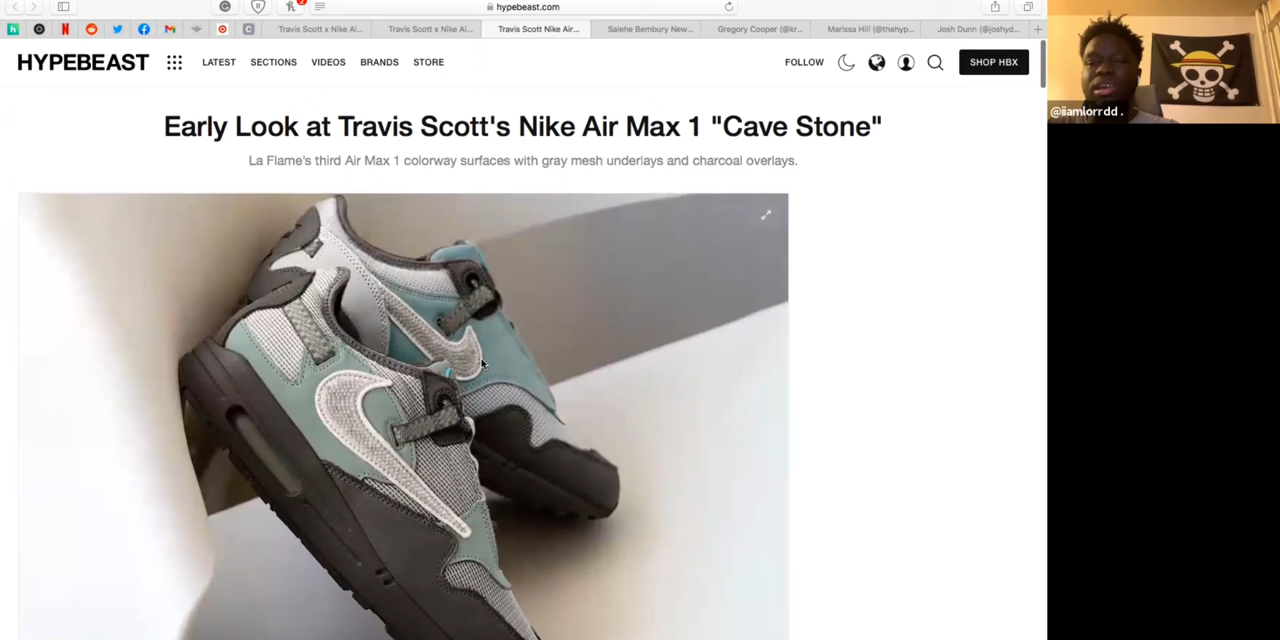 2
hypebeast.com
Travis Scott x Nike Ai...
Travis Scott x Nike Ai...
Travis Scott Nike Air...
Salehe Bembury New...
Gregory Cooper (@kr...
Marissa Hill (@thehyp...
Josh Dunn (@joshyd...
HYPEBEAST
LATEST
SECTIONS
VIDEOS
BRANDS
STORE
FOLLOW
SHOP HBX
@iiamlorrdd .
Early Look at Travis Scott's Nike Air Max 1 "Cave Stone"
La Flame's third Air Max 1 colorway surfaces with gray mesh underlays and charcoal overlays.